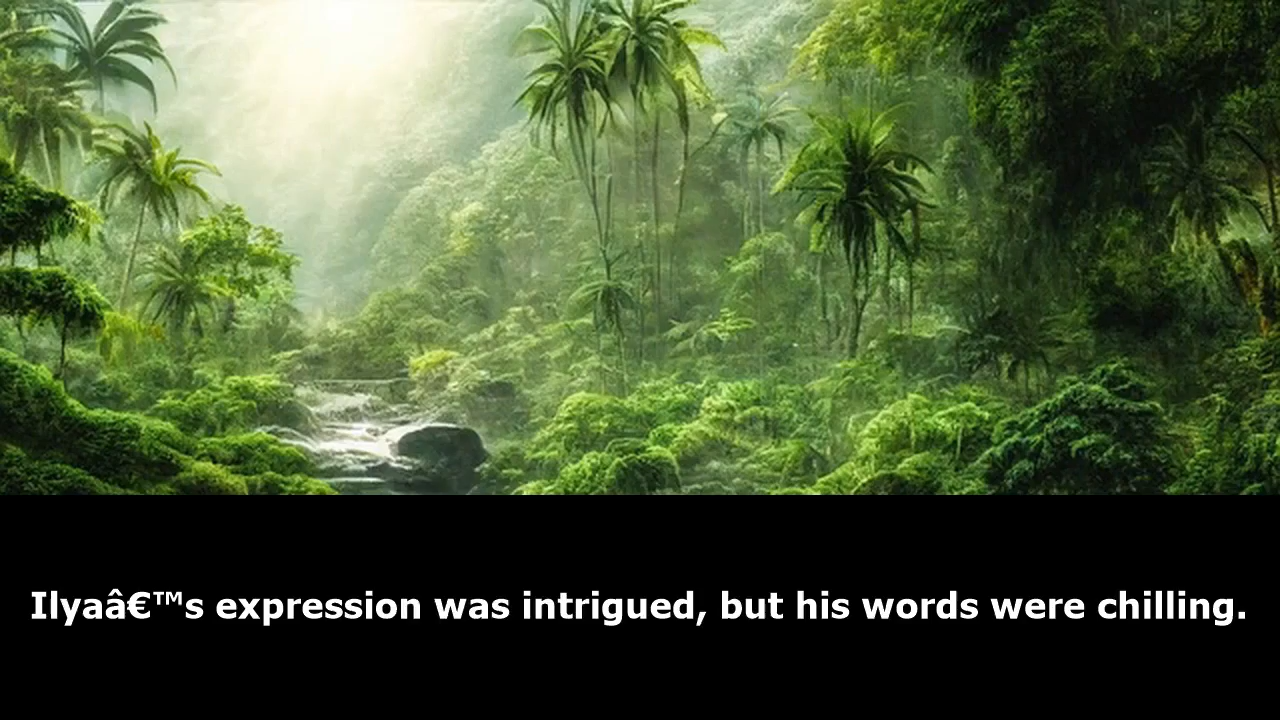 Ilyaâ€™s expression was intrigued, but his words were chilling.